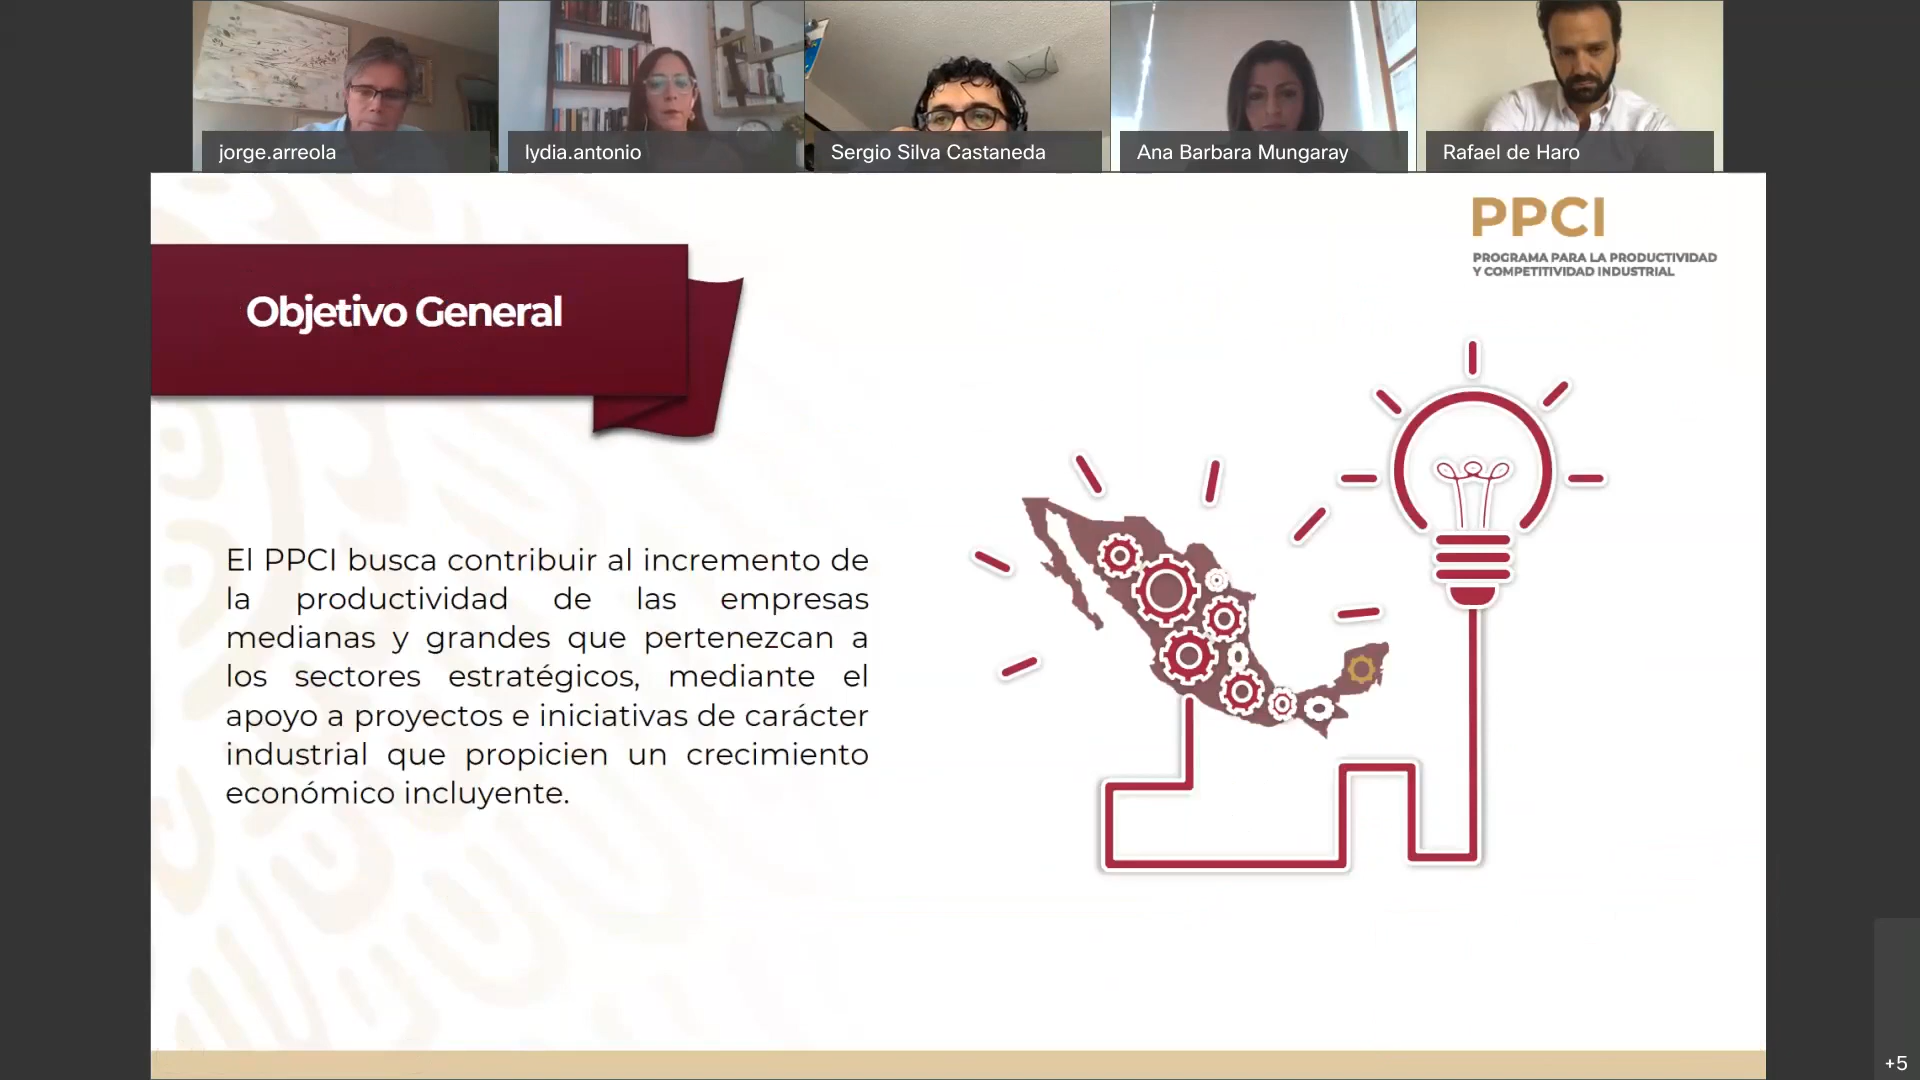 jorge.arreola
lydia.antonio
Sergio Silva Castaneda
Ana Barbara Mungaray
Rafael de Haro
PPCI
PROGRAMA PARA LA PRODUCTIVIDAD
Y COMPETITIVIDAD INDUSTRIAL
Objetivo General
El PPCI busca contribuir al incremento de
la productividad de las empresas
medianas y grandes que pertenezcan a
los sectores estratégicos, mediante el
apoyo a proyectos e iniciativas de carácter
industrial que propicien un crecimiento
económico incluyente.
+5